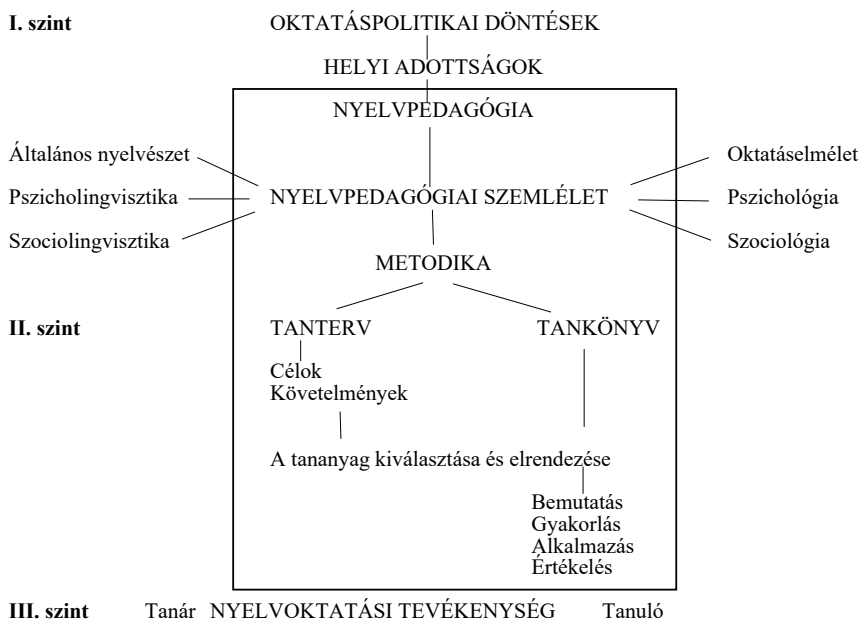 I. szint OKTATÁSPOLITIKAI DÖNTÉSEK
HELYI ADOTTSÁGOK
NYELVPEDAGÓGIA
Általános nyelvészet Oktatáselmélet
Pszicholingvisztika NYELVPEDAGÓGIAI SZEMLÉLET Pszichológia
Szociolingvisztika Szociológia
METODIKA
II. szint TANTERV TANKÖNYV
Célok
Követelmények
A tananyag kiválasztása és elrendezése
Bemutatás
Gyakorlás
Alkalmazás
Értékelés
III. szint Tanár NYELVOKTATÁSI TEVÉKENYSÉG Tanuló